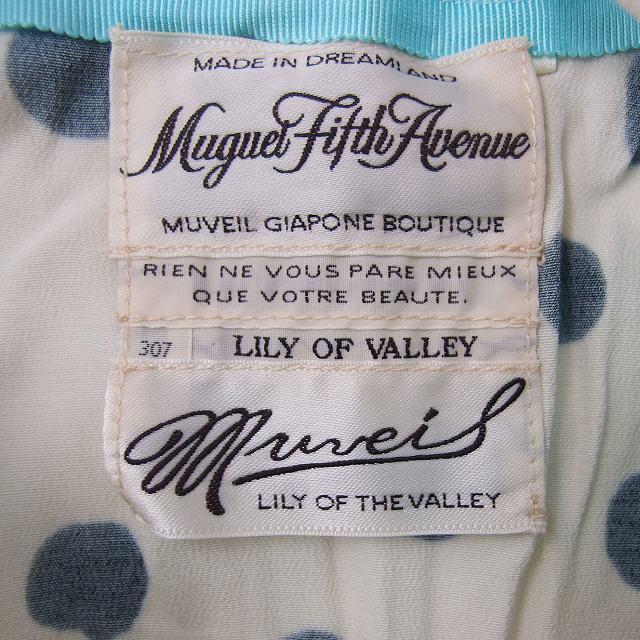 MADE IN DREAMLAND
Muguet Fifth Avenue
MUVEIL GIAPONE BOUTIQUE
RIEN NE VOUS PARE MIEUX
QUE VOTRE BEAUTE.
307 LILY OF VALLEY
Muveil
LILY OF THE VALLEY